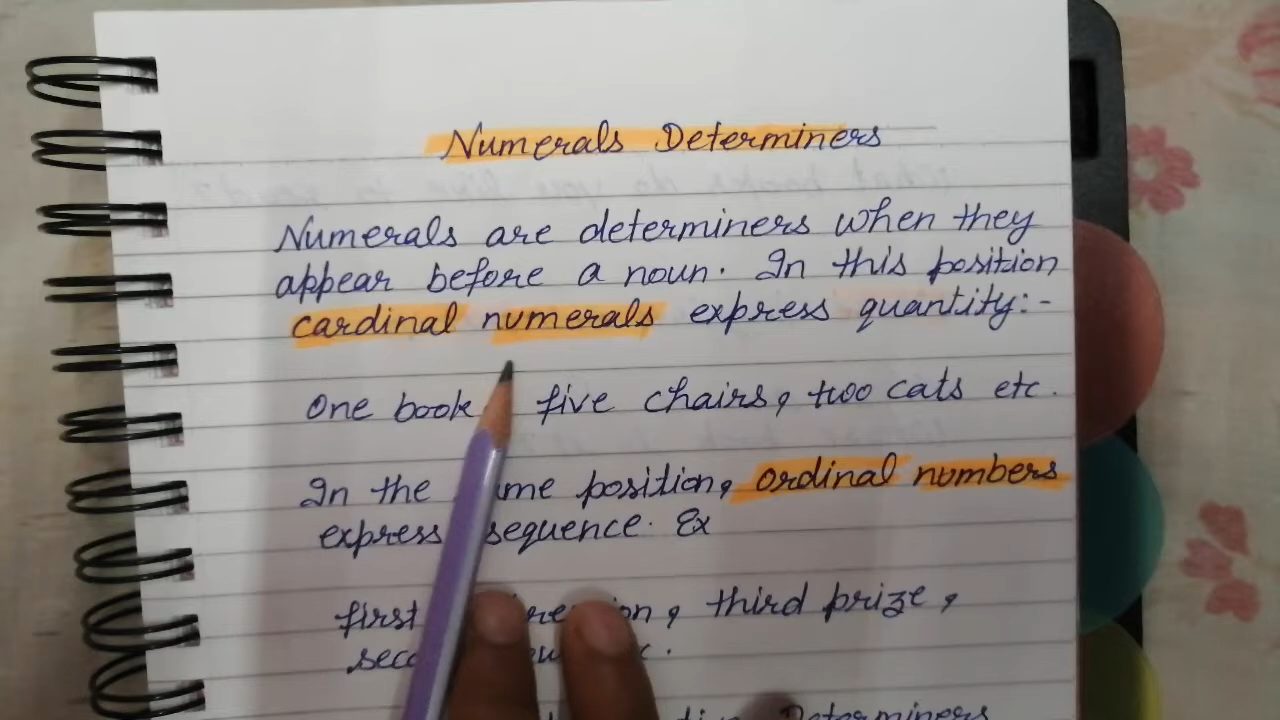 Numerals Determiners
Numerals are determiners when they
appear before a noun. In this position
cardinal numerals express quantity:-
One book five chairs, two cats etc.
In the position, ordinal numbers
express sequence. Ex
first , third prize,
Determiners